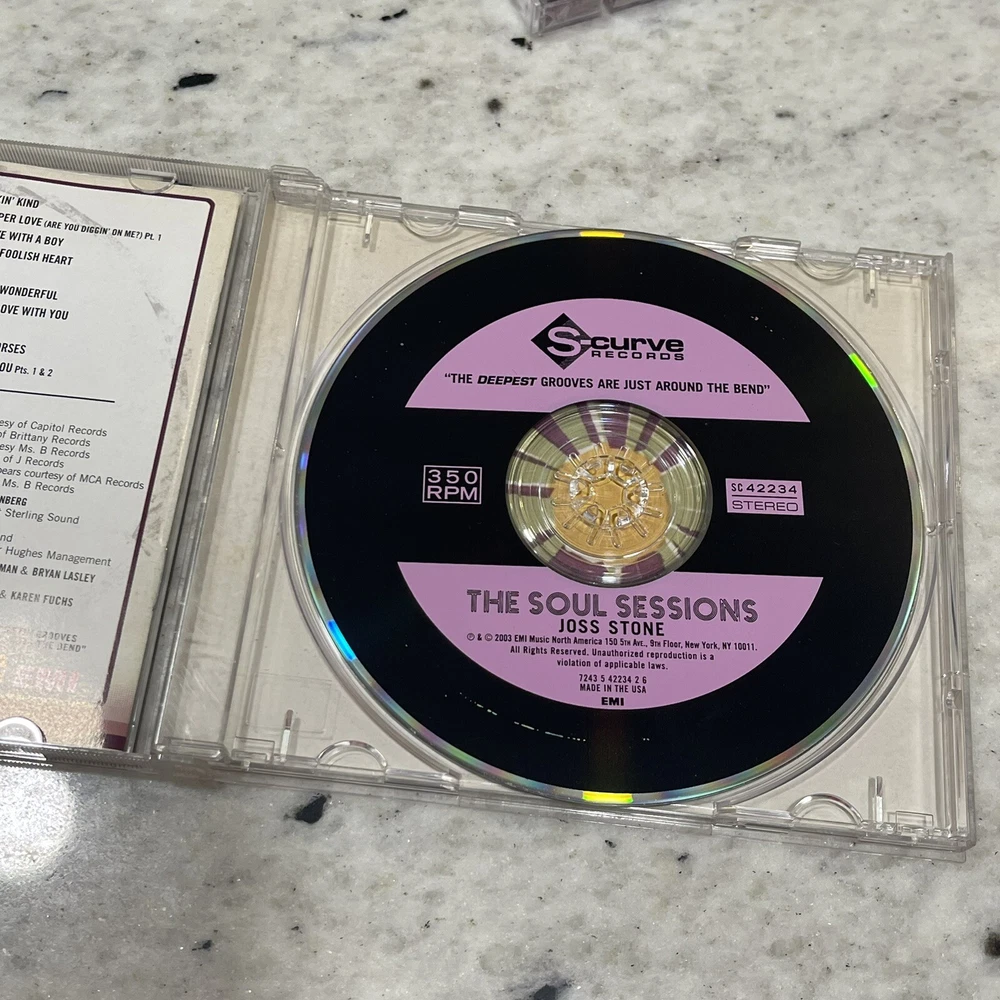 KIN' KIND
PER LOVE (ARE YOU DIGGIN' ON ME?) Pt. 1
E WITH A BOY
FOOLISH HEART
WONDERFUL
OVE WITH YOU
ORSES
OU Pts. 1 & 2
esy of Capitol Records
of Brittany Records
esy Ms. B Records
of J Records
pears courtesy of MCA Records
Ms. B Records
NBERG
t Sterling Sound
nd
r Hughes Management
MAN & BRYAN LASLEY
& KAREN FUCHS
GROOVES
THE BEND"
S-curve
RECORDS
"THE DEEPEST GROOVES ARE JUST AROUND THE BEND"
350
RPM
SC 42234
STEREO
THE SOUL SESSIONS
JOSS STONE
℗ & © 2003 EMI Music North America 150 5TH Ave., 9TH Floor, New York, NY 10011.
All Rights Reserved. Unauthorized reproduction is a
violation of applicable laws.
7243 5 42234 2 6
MADE IN THE USA
EMI